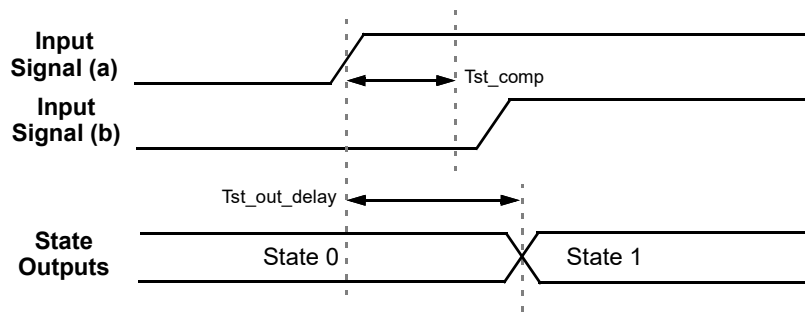 Input
Signal (a)
Tst_comp
Input
Signal (b)
Tst_out_delay
State
Outputs
State 0
State 1